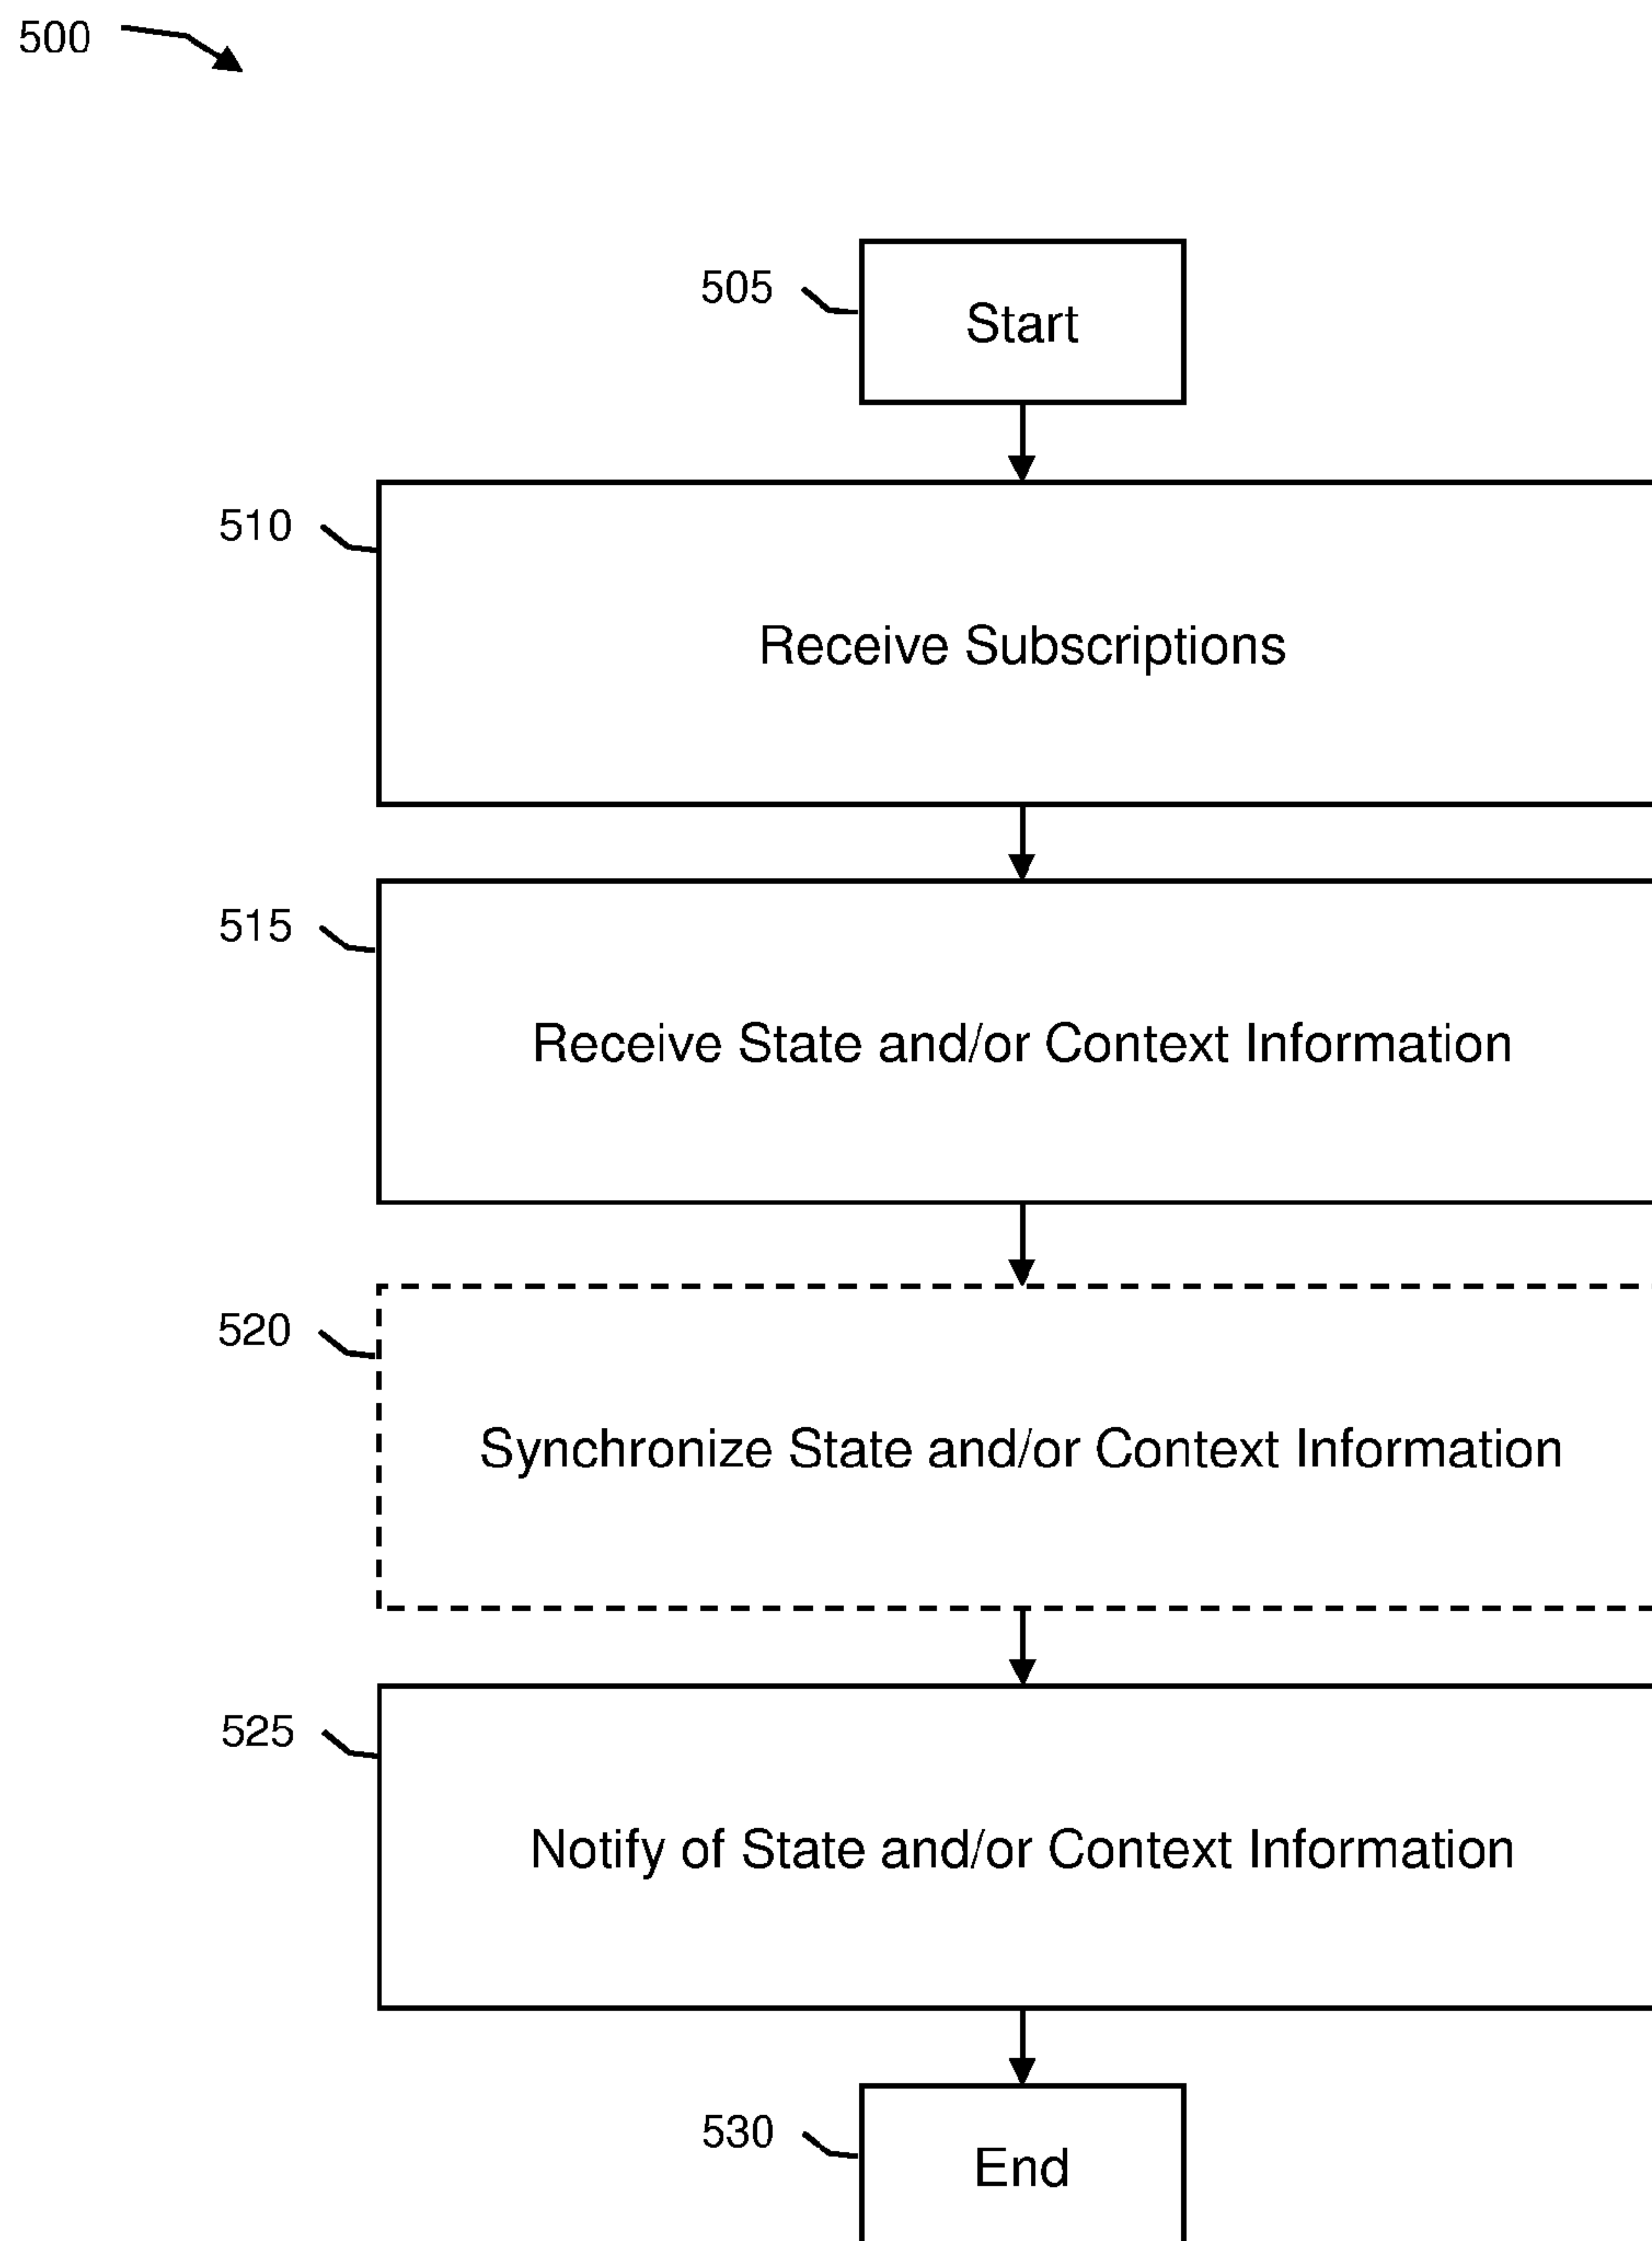 500
505
Start
510
Receive Subscriptions
515
Receive State and/or Context Information
520
Synchronize State and/or Context Information
525
Notify of State and/or Context Information
530
End